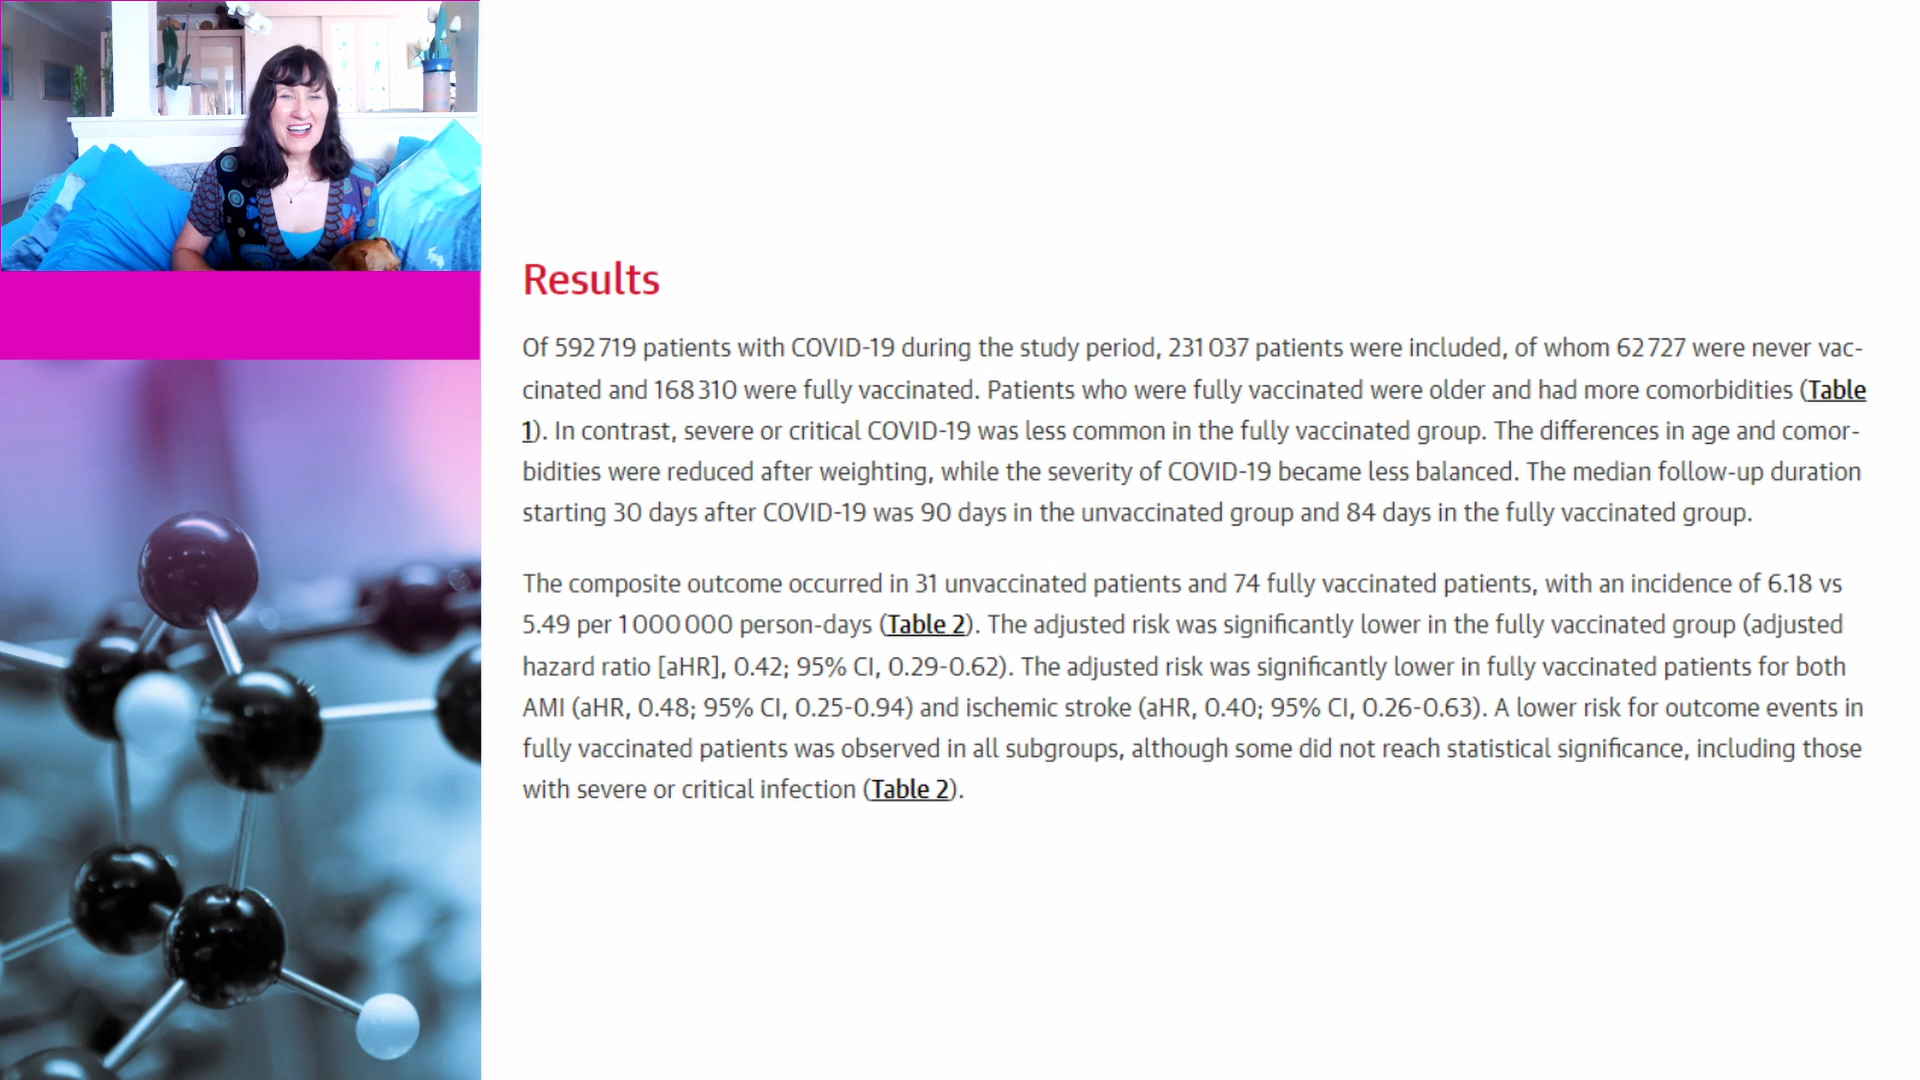 Results
Of 592 719 patients with COVID-19 during the study period, 231 037 patients were included, of whom 62 727 were never vac-
cinated and 168 310 were fully vaccinated. Patients who were fully vaccinated were older and had more comorbidities (Table
1). In contrast, severe or critical COVID-19 was less common in the fully vaccinated group. The differences in age and comor-
bidities were reduced after weighting, while the severity of COVID-19 became less balanced. The median follow-up duration
starting 30 days after COVID-19 was 90 days in the unvaccinated group and 84 days in the fully vaccinated group.
The composite outcome occurred in 31 unvaccinated patients and 74 fully vaccinated patients, with an incidence of 6.18 vs
5.49 per 1 000 000 person-days (Table 2). The adjusted risk was significantly lower in the fully vaccinated group (adjusted
hazard ratio [aHR], 0.42; 95% CI, 0.29-0.62). The adjusted risk was significantly lower in fully vaccinated patients for both
AMI (aHR, 0.48; 95% CI, 0.25-0.94) and ischemic stroke (aHR, 0.40; 95% CI, 0.26-0.63). A lower risk for outcome events in
fully vaccinated patients was observed in all subgroups, although some did not reach statistical significance, including those
with severe or critical infection (Table 2).